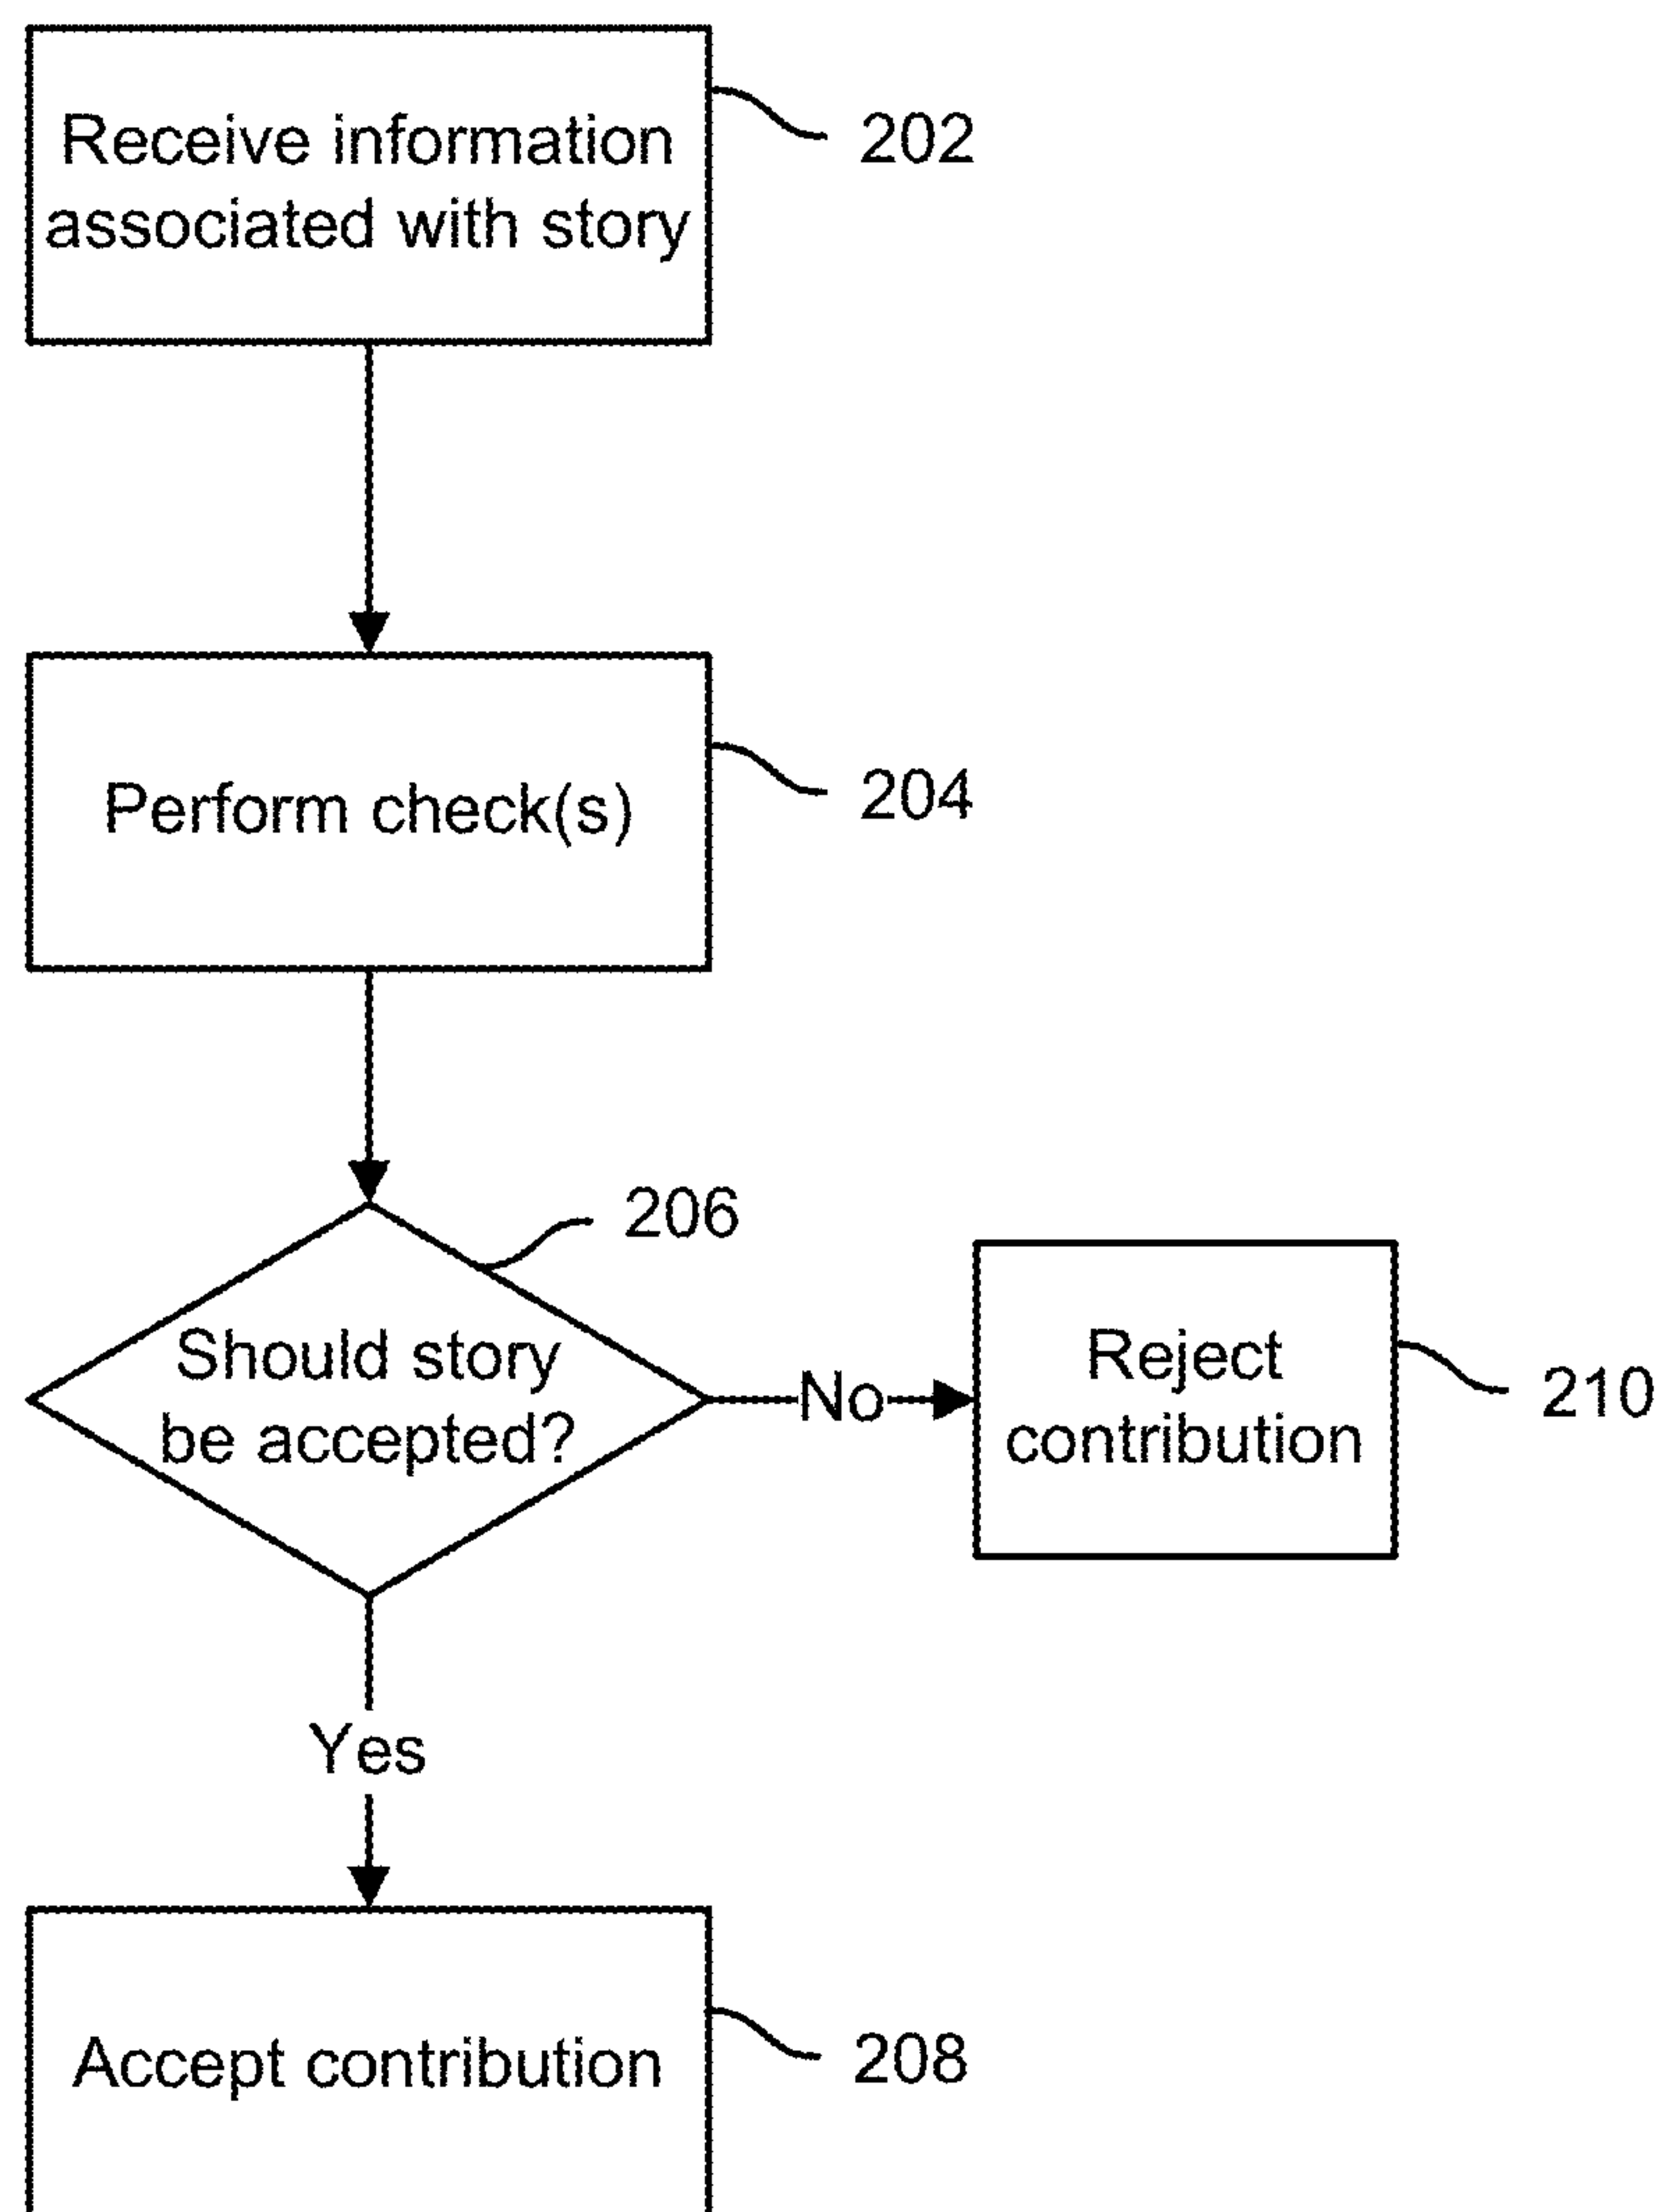 Receive information
associated with story
202
Perform check(s)
204
206
Should story
be accepted?
No
Reject
contribution
210
Yes
Accept contribution
208